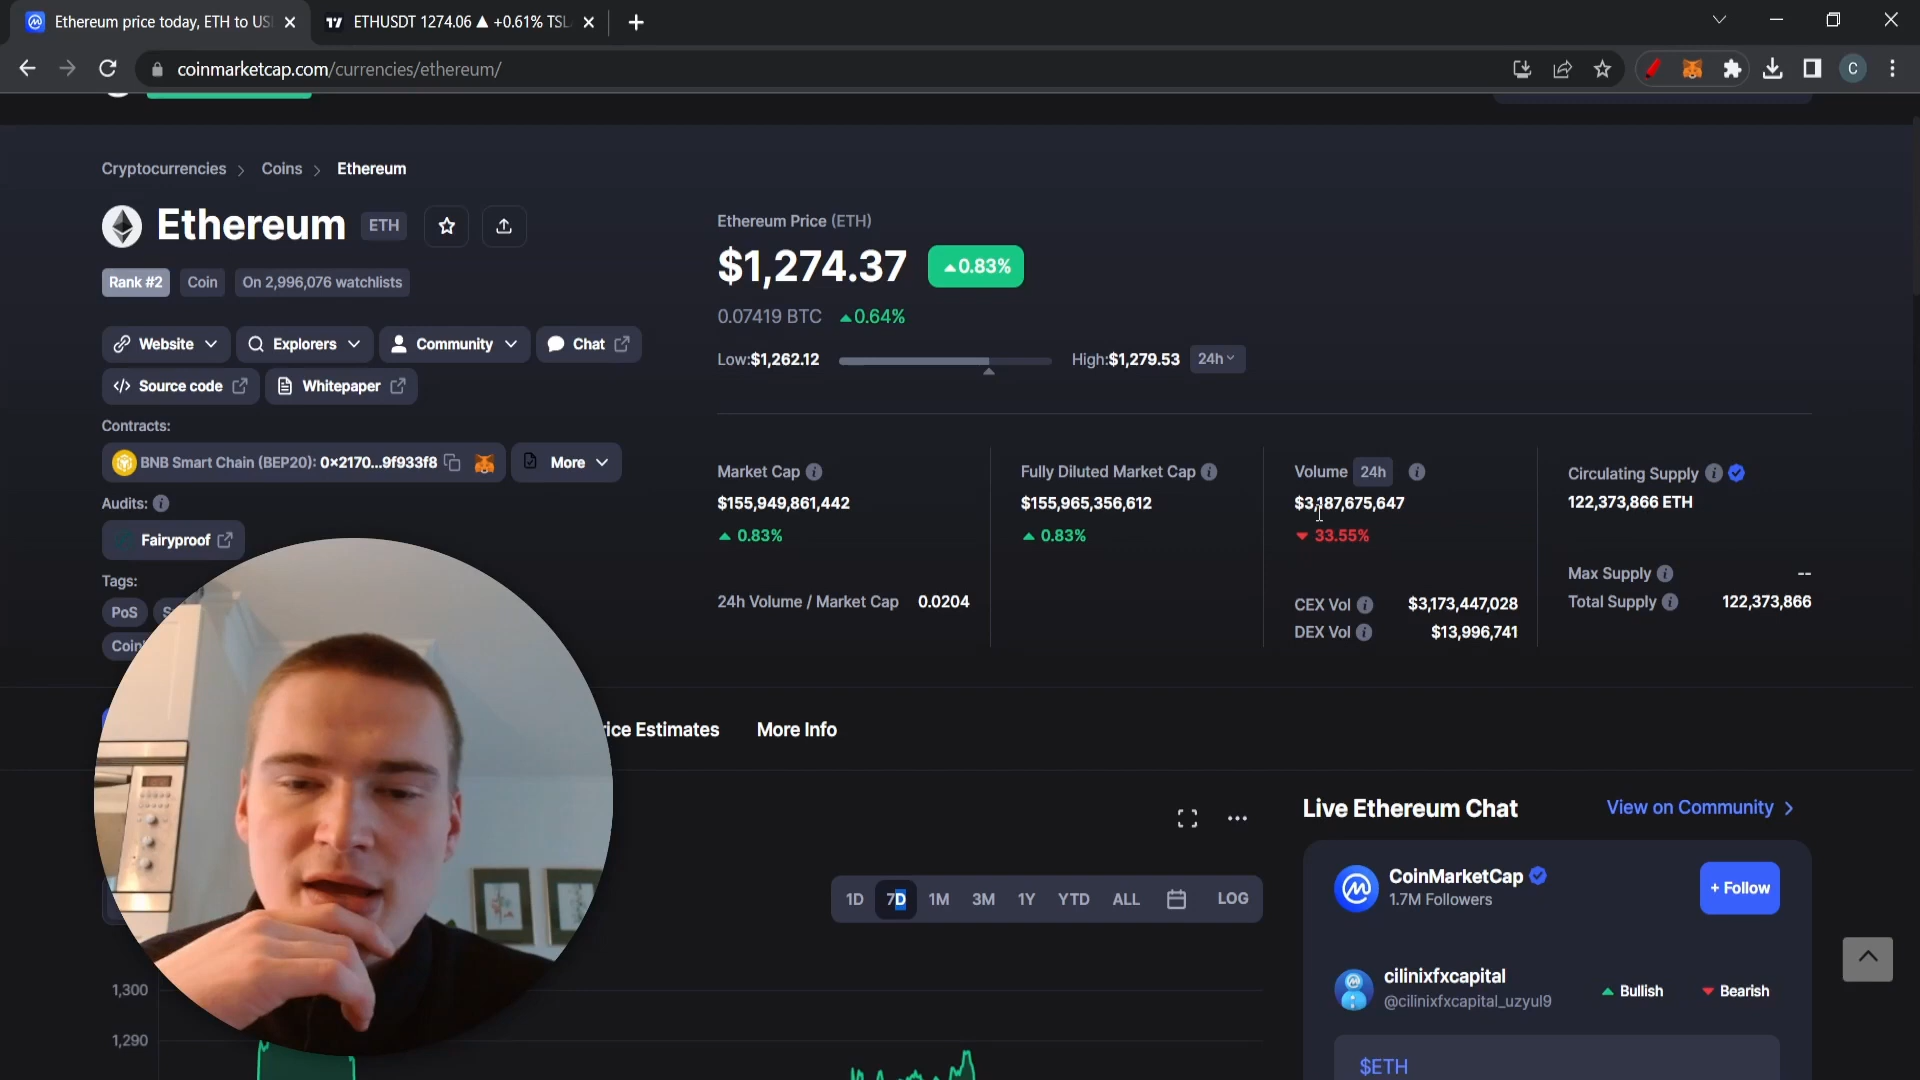 Ethereum price today, ETH to US
ETHUSDT 1274.06 ▲ +0.61% TSL
coinmarketcap.com/currencies/ethereum/
C
Cryptocurrencies > Coins > Ethereum
Ethereum ETH
Rank #2 Coin On 2,996,076 watchlists
Website Explorers Community Chat
Source code Whitepaper
Contracts:
BNB Smart Chain (BEP20): 0x2170...9f933f8 More
Audits:
Fairyproof
Tags:
PoS
Ethereum Price (ETH)
$1,274.37 ▲0.83%
0.07419 BTC ▲0.64%
Low:$1,262.12 High:$1,279.53 24h
Market Cap
$155,949,861,442
▲ 0.83%
24h Volume / Market Cap 0.0204
Fully Diluted Market Cap
$155,965,356,612
▲ 0.83%
Volume 24h
$3,187,675,647
▼ 33.55%
CEX Vol $3,173,447,028
DEX Vol $13,996,741
Circulating Supply
122,373,866 ETH
Max Supply --
Total Supply 122,373,866
rice Estimates More Info
1D 7D 1M 3M 1Y YTD ALL LOG
1,300
1,290
Live Ethereum Chat View on Community >
CoinMarketCap
1.7M Followers
+ Follow
cilinixfxcapital
@cilinixfxcapital_uzyul9
▲ Bullish ▼ Bearish
$ETH